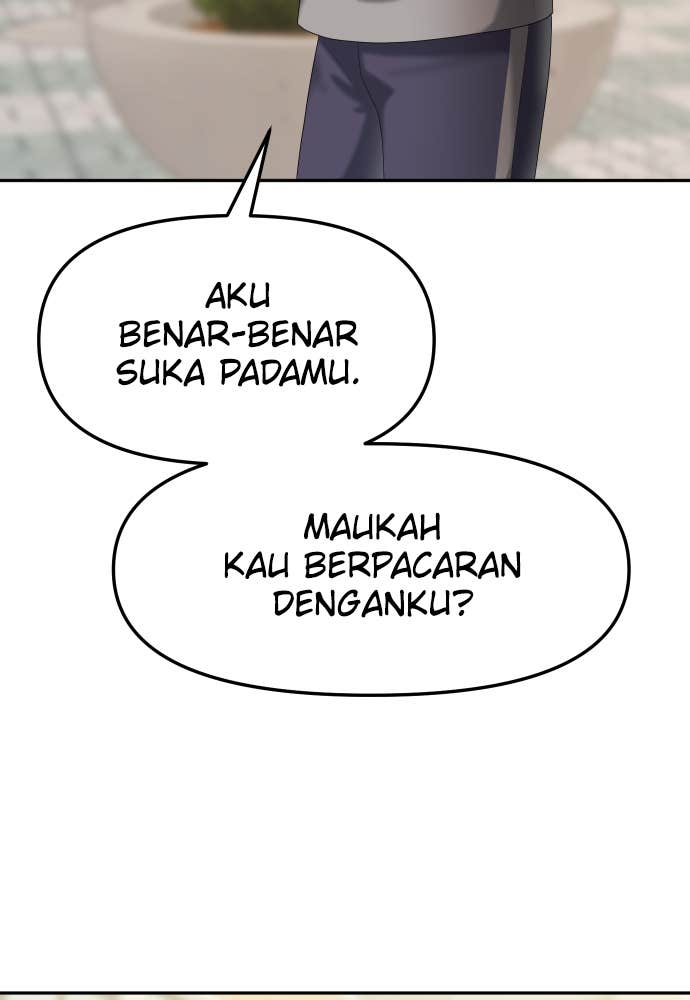 AKU
BENAR-BENAR
SUKA PADAMU.
MAUKAH
KAU BERPACARAN
DENGANKU?